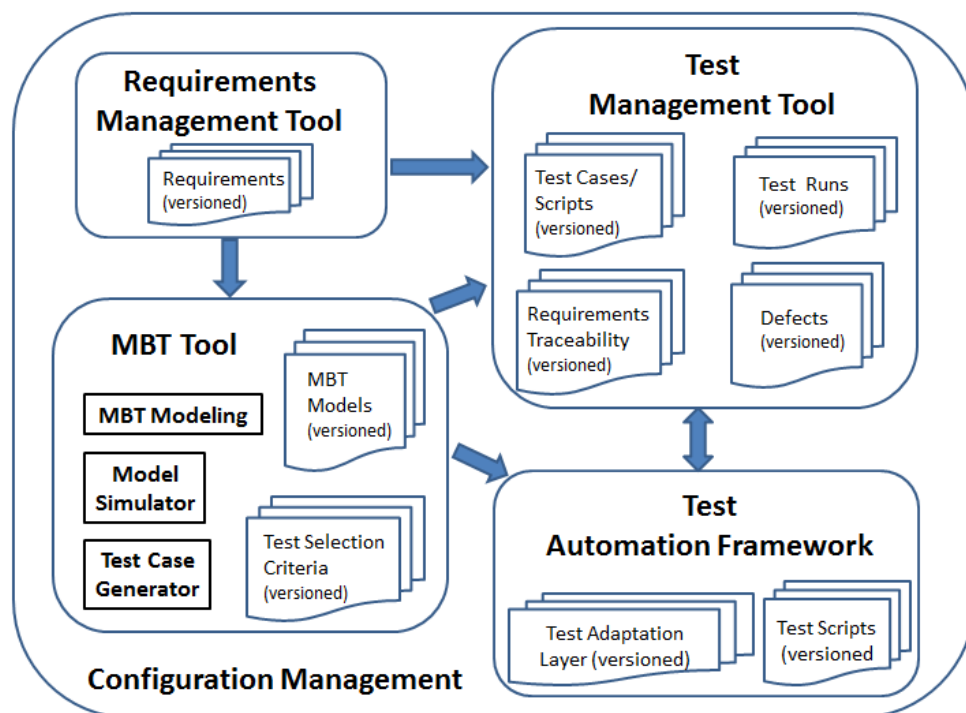 Requirements
Management Tool
Requirements
(versioned)
Test
Management Tool
Test Cases/
Scripts
(versioned)
Test Runs
(versioned)
Requirements
Traceability
(versioned)
Defects
(versioned)
MBT Tool
MBT
Models
(versioned)
MBT Modeling
Model
Simulator
Test Case
Generator
Test Selection
Criteria
(versioned)
Test
Automation Framework
Test Adaptation
Layer (versioned)
Test Scripts
(versioned
Configuration Management